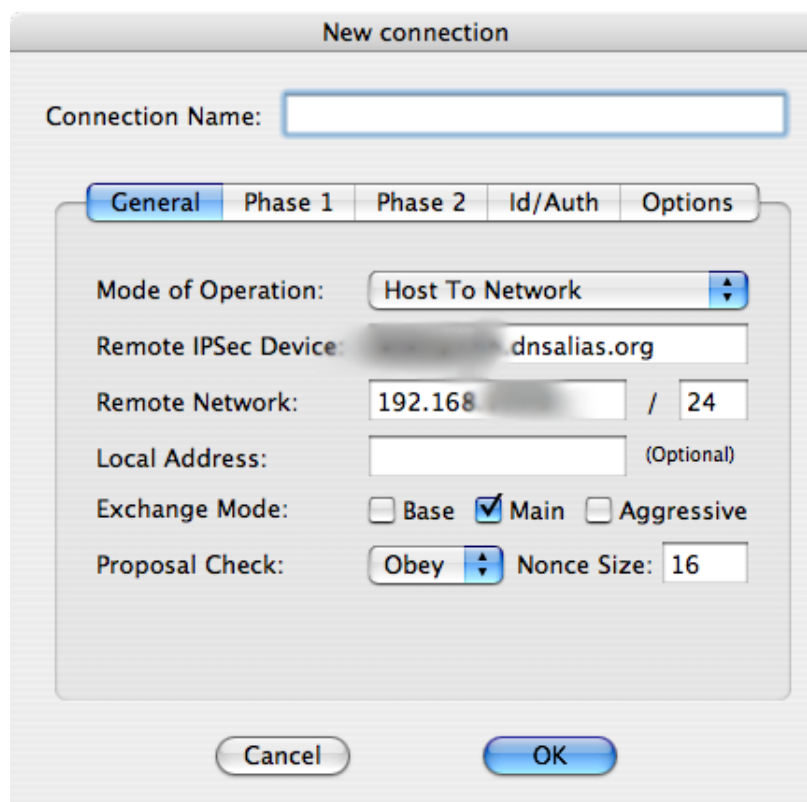 New connection
Connection Name:
General Phase 1 Phase 2 Id/Auth Options
Mode of Operation: Host To Network
Remote IPSec Device: .dnsalias.org
Remote Network: 192.168 / 24
Local Address: (Optional)
Exchange Mode: Base Main Aggressive
Proposal Check: Obey Nonce Size: 16
Cancel OK